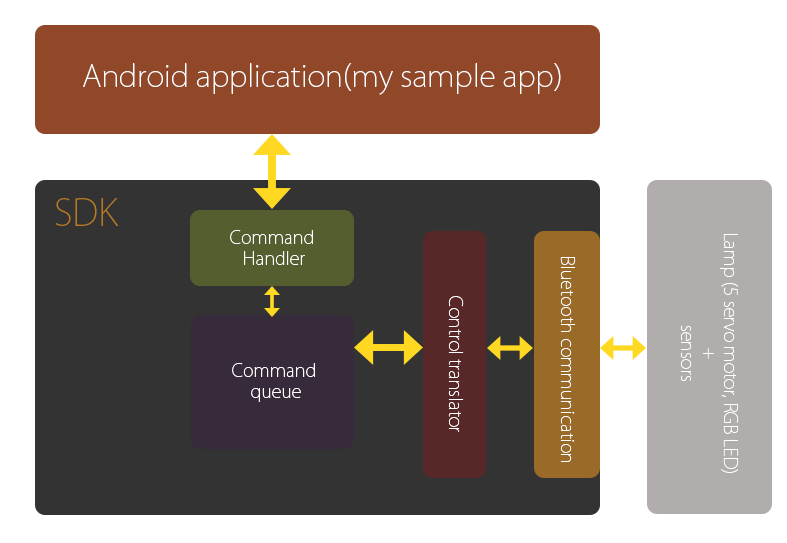 Android application(my sample app)
SDK
Command
Handler
Command
queue
Control translator
Bluetooth communication
Lamp (5 servo motor, RGB LED)
+
sensors